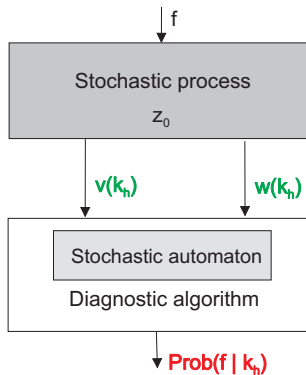 f
Stochastic process
z₀
v(kₕ) w(kₕ)
Stochastic automaton
Diagnostic algorithm
Prob(f | kₕ)